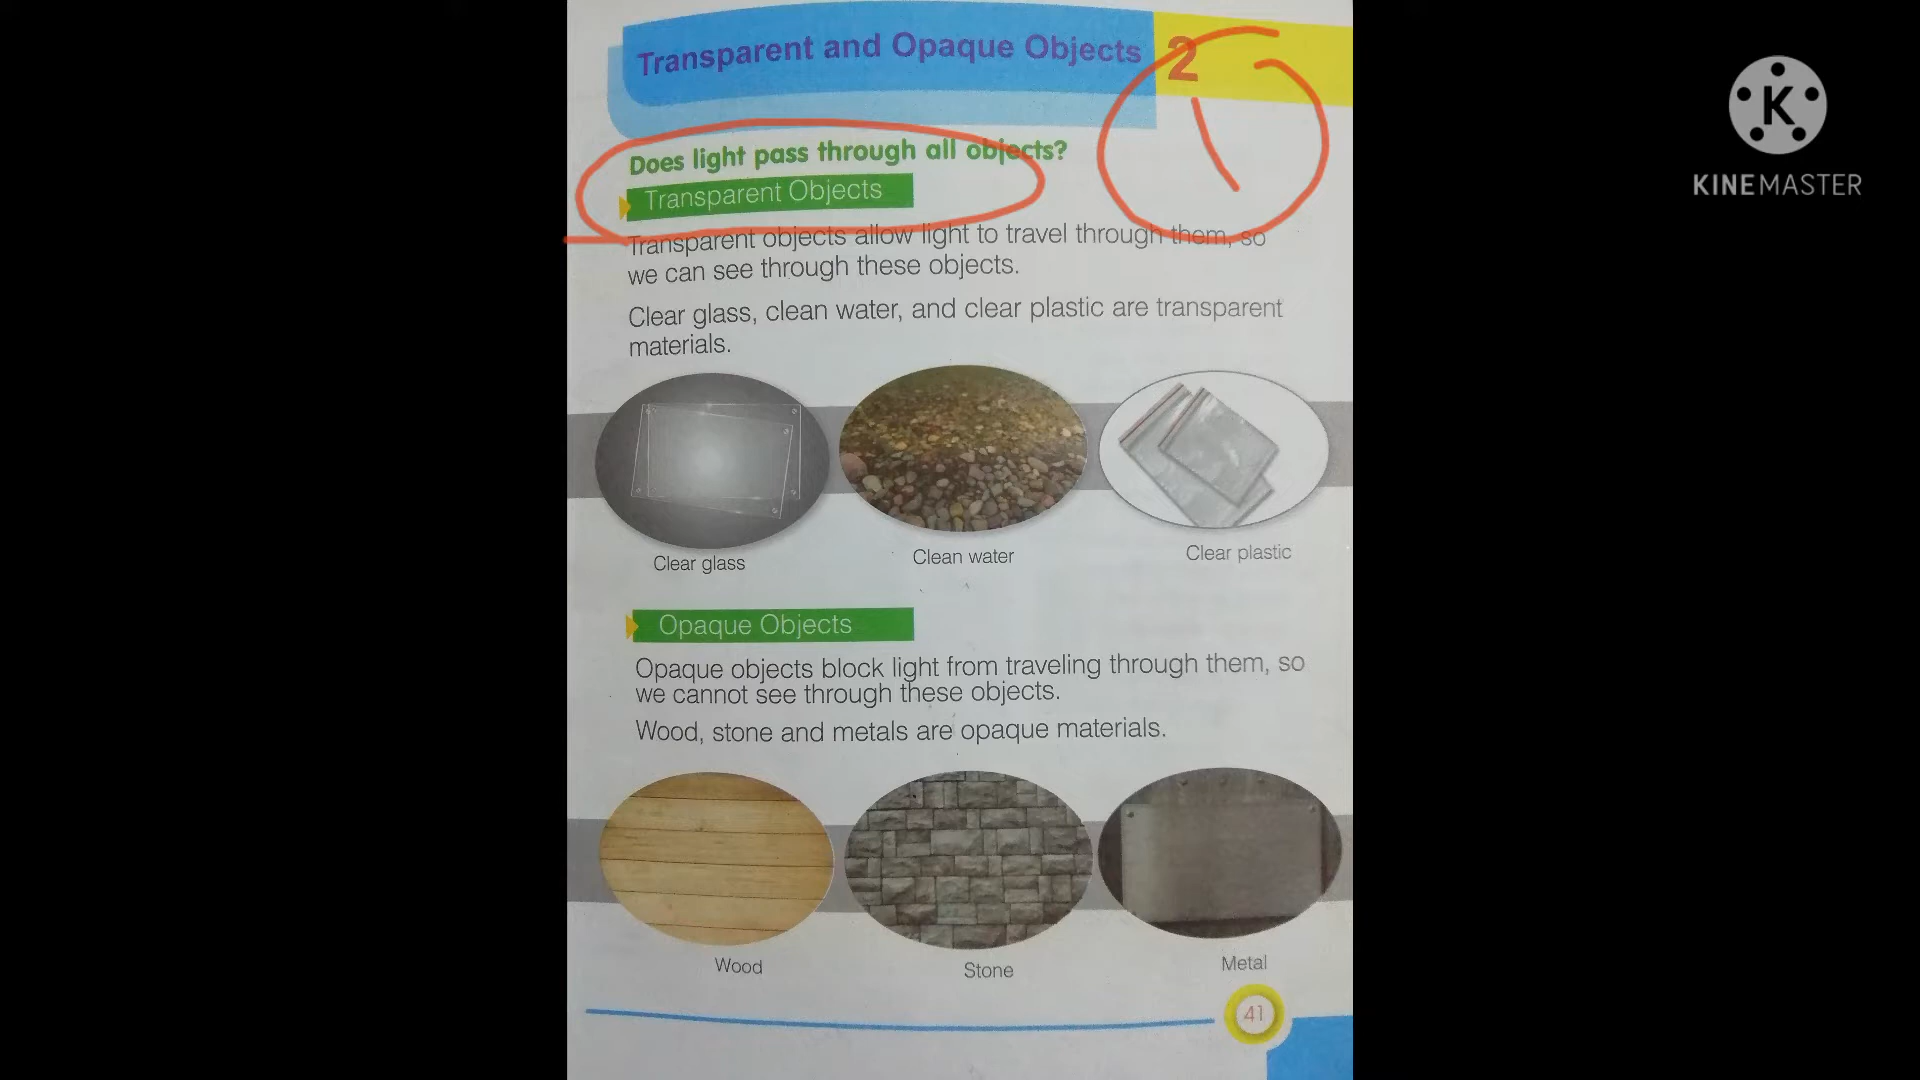 Transparent and Opaque Objects 2
Does light pass through all objects?
Transparent Objects
Transparent objects allow light to travel through them, so
we can see through these objects.
Clear glass, clean water, and clear plastic are transparent
materials.
Clear glass
Clean water
Clear plastic
Opaque Objects
Opaque objects block light from traveling through them, so
we cannot see through these objects.
Wood, stone and metals are opaque materials.
Wood
Stone
Metal
41
K
KINEMASTER